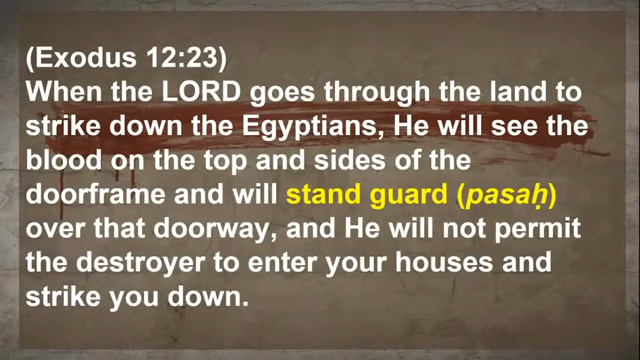 (Exodus 12:23)
When the LORD goes through the land to
strike down the Egyptians, He will see the
blood on the top and sides of the
doorframe and will stand guard (pasaḥ)
over that doorway, and He will not permit
the destroyer to enter your houses and
strike you down.